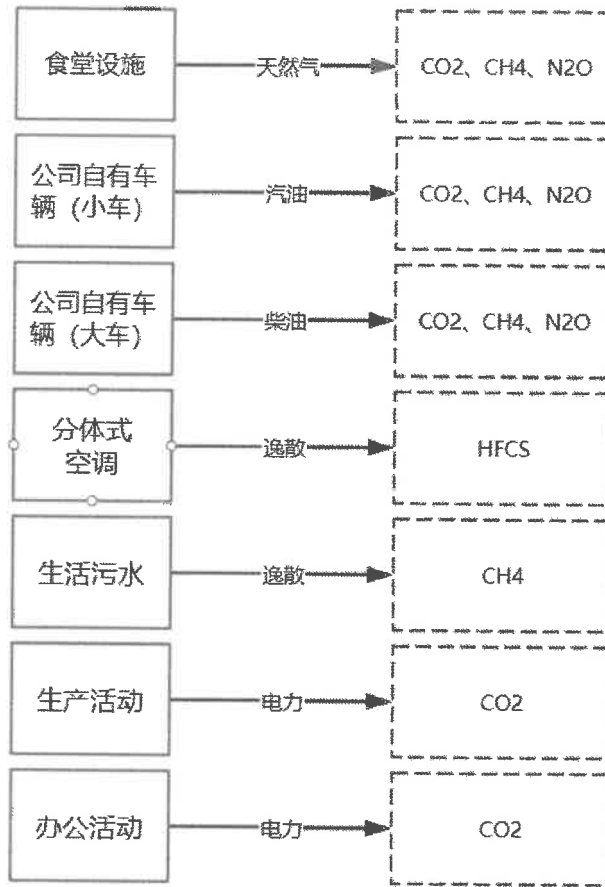 食堂设施
天然气
CO2、CH4、N2O
公司自有车
辆（小车）
汽油
CO2、CH4、N2O
公司自有车
辆（大车）
柴油
CO2、CH4、N2O
分体式
空调
逸散
HFCS
生活污水
逸散
CH4
生产活动
电力
CO2
办公活动
电力
CO2